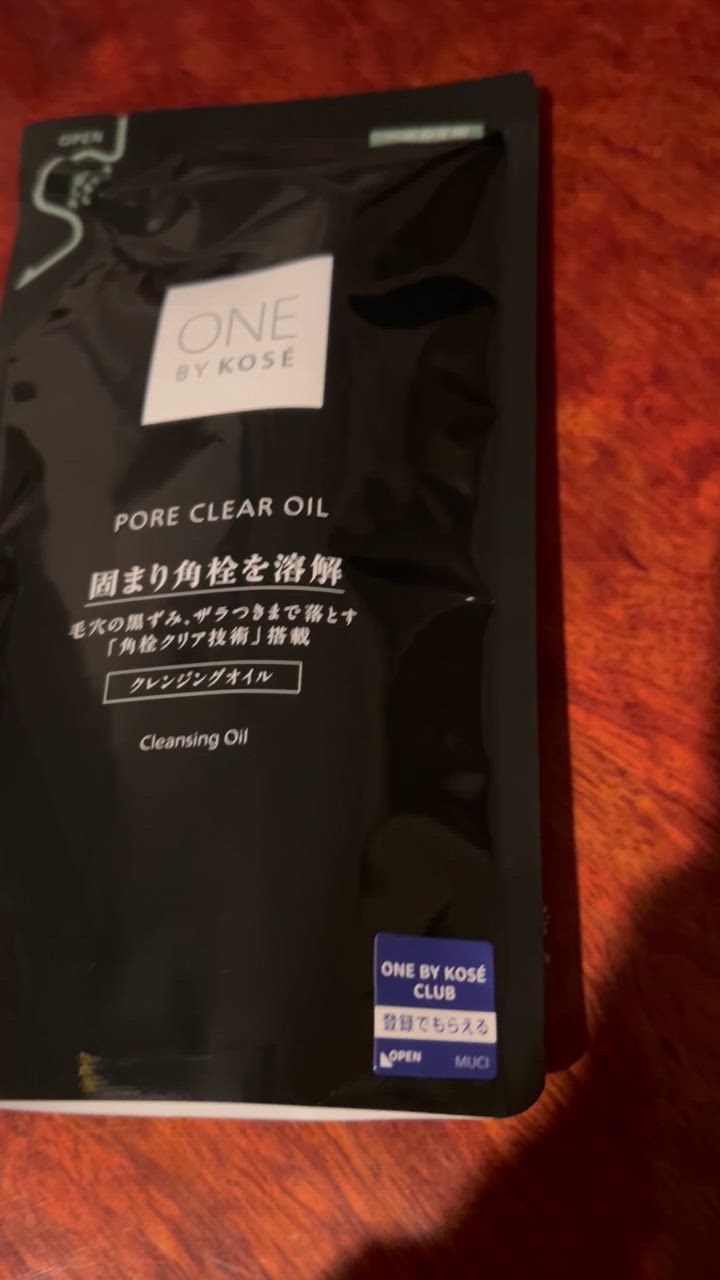 OPEN
ONE
BY KOSÉ
PORE CLEAR OIL
固まり角栓を溶解
毛穴の黒ずみ、ザラつきまで落とす
「角栓クリア技術」搭載
クレンジングオイル
Cleansing Oil
ONE BY KOSÉ
CLUB
登録でもらえる
OPEN
MUCI